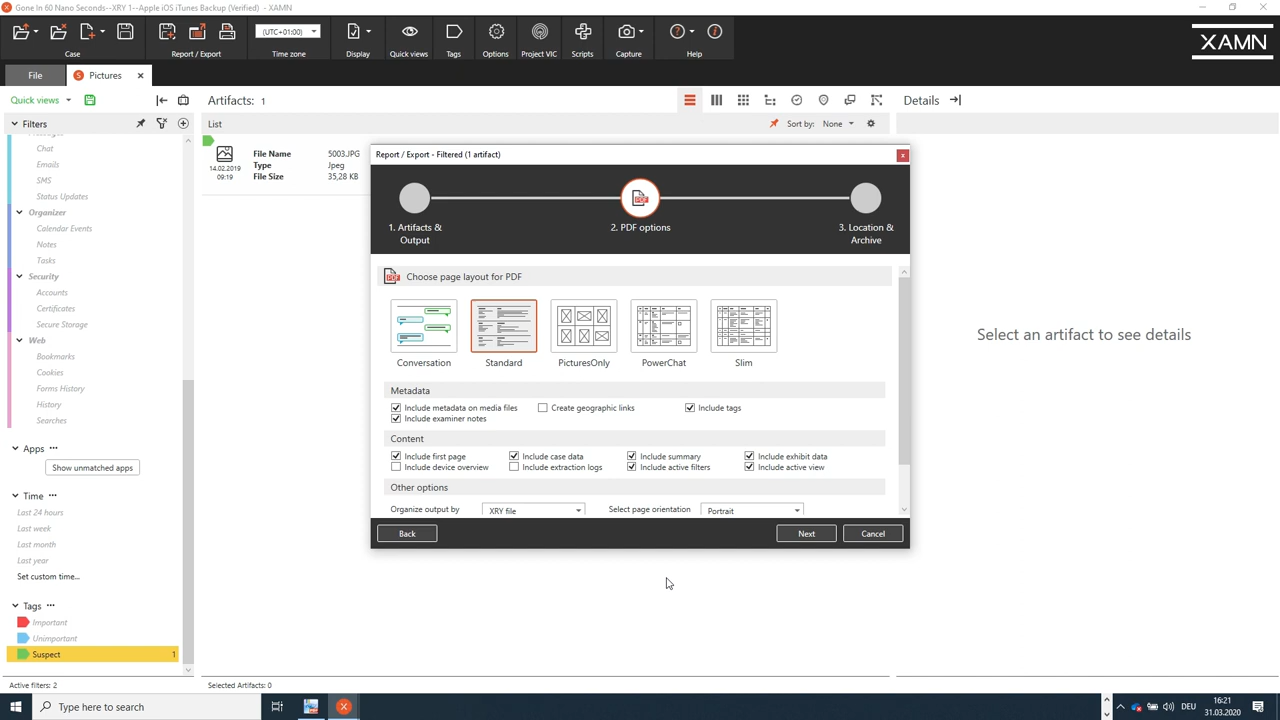 Gone In 60 Nano Seconds--XRY 1--Apple iOS iTunes Backup (Verified) - XAMN
Case
Report / Export
(UTC+01:00)
Time zone
Display
Quick views
Tags
Options
Project VIC
Scripts
Capture
Help
XAMN
File
Pictures
Quick views
Artifacts: 1
Details
Filters
List
Sort by: None
Chat
Emails
SMS
Status Updates
Organizer
Calendar Events
Notes
Tasks
Security
Accounts
Certificates
Secure Storage
Web
Bookmarks
Cookies
Forms History
History
Searches
Apps
Show unmatched apps
Time
Last 24 hours
Last week
Last month
Last year
Set custom time...
Tags
Important
Unimportant
Suspect 1
Active filters: 2
14.02.2019
09:19
File Name 5003.JPG
Type Jpeg
File Size 35,28 KB
Report / Export - Filtered (1 artifact)
x
1. Artifacts &
Output
2. PDF options
3. Location &
Archive
PDF
Choose page layout for PDF
Conversation
Standard
PicturesOnly
PowerChat
Slim
Metadata
Include metadata on media files
Create geographic links
Include tags
Include examiner notes
Content
Include first page
Include case data
Include summary
Include exhibit data
Include device overview
Include extraction logs
Include active filters
Include active view
Other options
Organize output by XRY file
Select page orientation Portrait
Back
Next
Cancel
Select an artifact to see details
Selected Artifacts: 0
Type here to search
DEU
16:21
31.03.2020